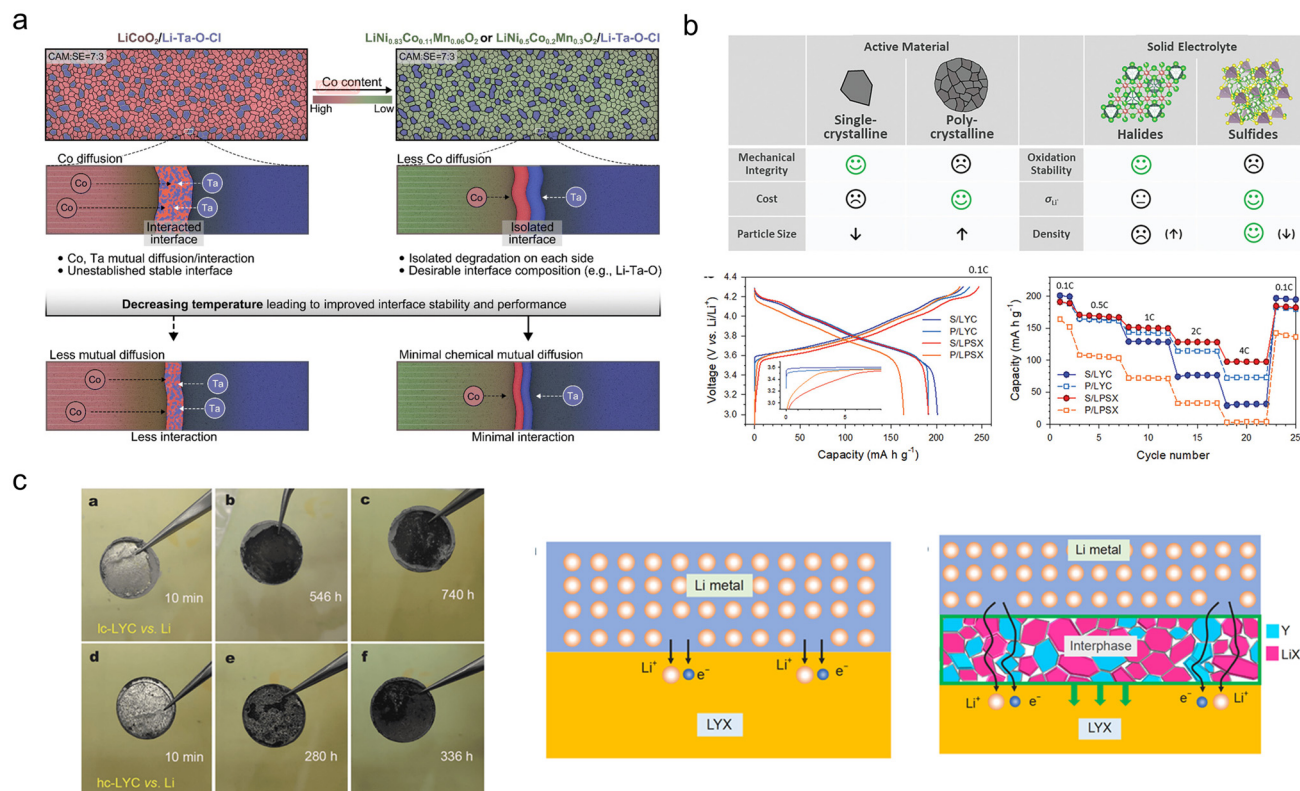 a
LiCoO₂/Li-Ta-O-Cl
CAM:SE=7:3
Co content
High
Low
LiNi₀.₈₃Co₀.₁₁Mn₀.₀₆O₂ or LiNi₀.₅Co₀.₂Mn₀.₃O₂/Li-Ta-O-Cl
CAM:SE=7:3
Co diffusion
Co
Ta
Co
Ta
Interacted
interface
• Co, Ta mutual diffusion/interaction
• Unestablished stable interface
Less Co diffusion
Co
Ta
Isolated
interface
• Isolated degradation on each side
• Desirable interface composition (e.g., Li-Ta-O)
Decreasing temperature leading to improved interface stability and performance
Less mutual diffusion
Co
Ta
Co
Ta
Less interaction
Minimal chemical mutual diffusion
Co
Ta
Minimal interaction
b
Active Material
Solid Electrolyte
Single-
crystalline
Poly-
crystalline
Halides
Sulfides
Mechanical
Integrity
Oxidation
Stability
Cost
σLi⁺
Particle Size
↓
↑
Density
(↑)
(↓)
0.1C
4.4
4.2
4.0
3.8
3.6
3.4
3.2
3.0
Voltage (V vs. Li/Li⁺)
S/LYC
P/LYC
S/LPSX
P/LPSX
3.6
3.5
3.4
3.3
3.2
3.1
0
5
0 50 100 150 200 250
Capacity (mA h g⁻¹)
250
200
150
100
50
0
Capacity (mA h g⁻¹)
0.1C
0.5C
1C
2C
4C
0.1C
S/LYC
P/LYC
S/LPSX
P/LPSX
0 5 10 15 20 25
Cycle number
c
a
10 min
lc-LYC vs. Li
b
546 h
c
740 h
d
10 min
hc-LYC vs. Li
e
280 h
f
336 h
Li metal
Li⁺
e⁻
Li⁺
e⁻
LYX
Li metal
Interphase
Y
LiX
Li⁺
e⁻
e⁻
Li⁺
LYX